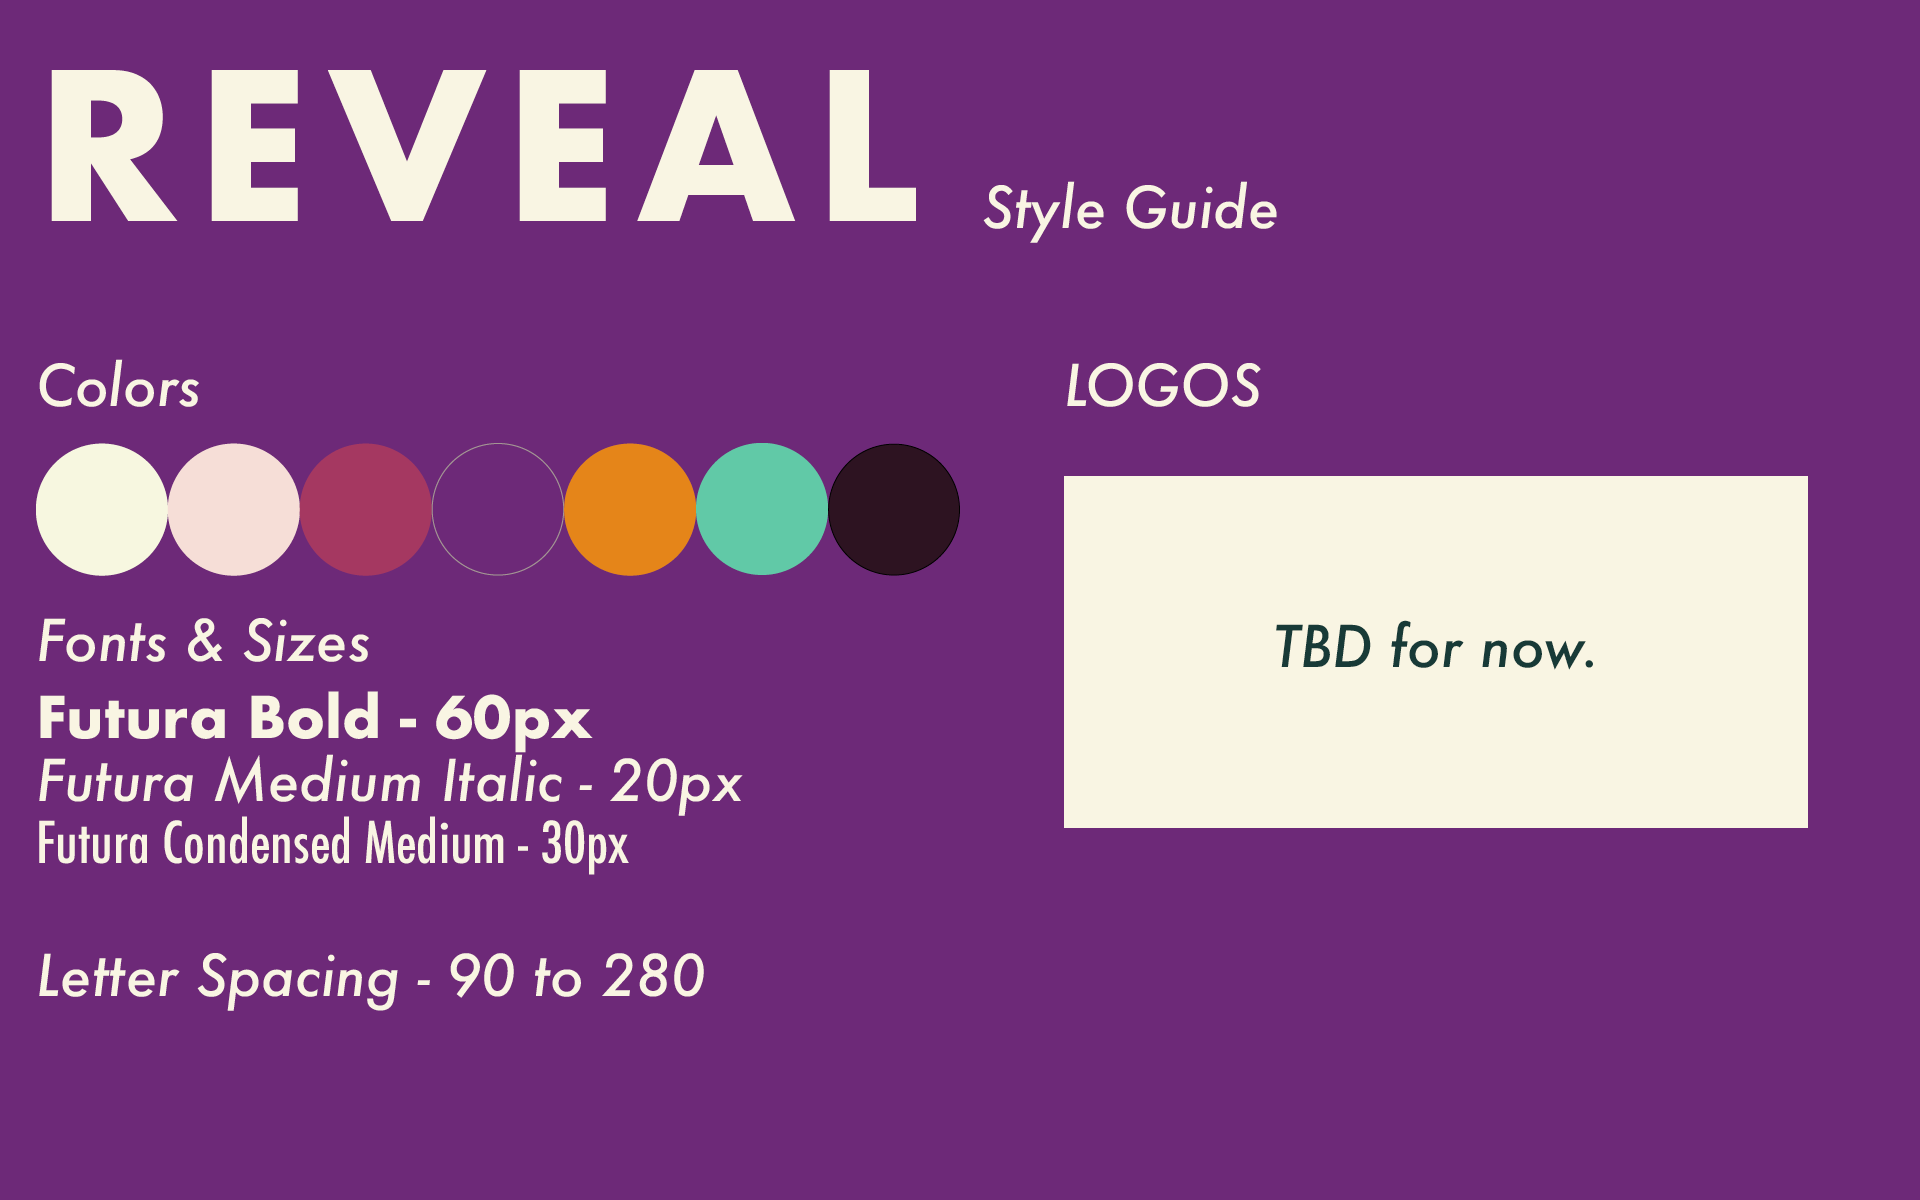 REVEAL Style Guide
Colors
Fonts & Sizes
Futura Bold - 60px
Futura Medium Italic - 20px
Futura Condensed Medium - 30px
Letter Spacing - 90 to 280
LOGOS
TBD for now.